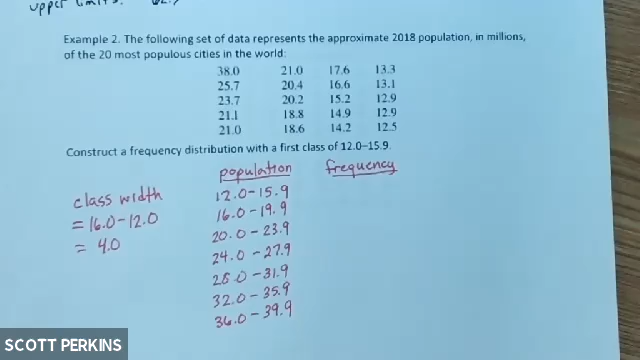 upper limits:
Example 2. The following set of data represents the approximate 2018 population, in millions,
of the 20 most populous cities in the world:
38.0 21.0 17.6 13.3
25.7 20.4 16.6 13.1
23.7 20.2 15.2 12.9
21.1 18.8 14.9 12.9
21.0 18.6 14.2 12.5
Construct a frequency distribution with a first class of 12.0–15.9.
population frequency
class width
= 16.0 - 12.0
= 4.0
12.0 - 15.9
16.0 - 19.9
20.0 - 23.9
24.0 - 27.9
28.0 - 31.9
32.0 - 35.9
36.0 - 39.9
SCOTT PERKINS